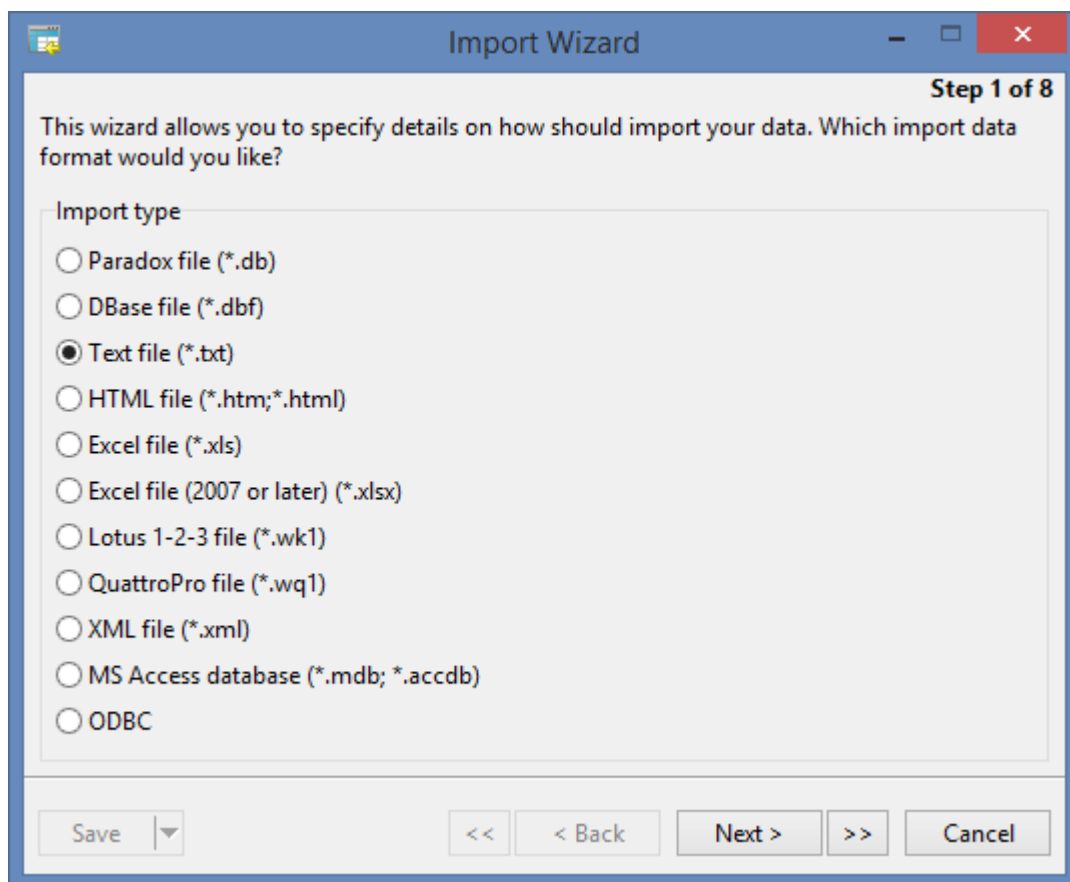 Import Wizard
Step 1 of 8
This wizard allows you to specify details on how should import your data. Which import data
format would you like?
Import type
Paradox file (*.db)
DBase file (*.dbf)
Text file (*.txt)
HTML file (*.htm;*.html)
Excel file (*.xls)
Excel file (2007 or later) (*.xlsx)
Lotus 1-2-3 file (*.wk1)
QuattroPro file (*.wq1)
XML file (*.xml)
MS Access database (*.mdb; *.accdb)
ODBC
Save << < Back Next > >> Cancel